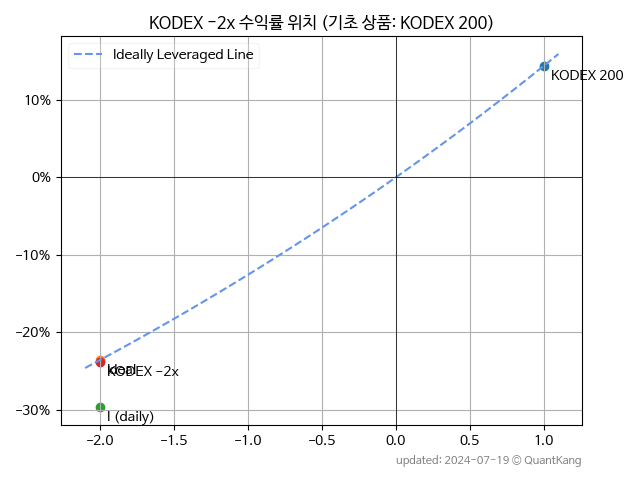 KODEX -2x 수익률 위치 (기초 상품: KODEX 200)
Ideally Leveraged Line
KODEX 200
10%
0%
-10%
-20%
KODEX -2x
-30%
I (daily)
-2.0 -1.5 -1.0 -0.5 0.0 0.5 1.0
updated: 2024-07-19 © QuantKang